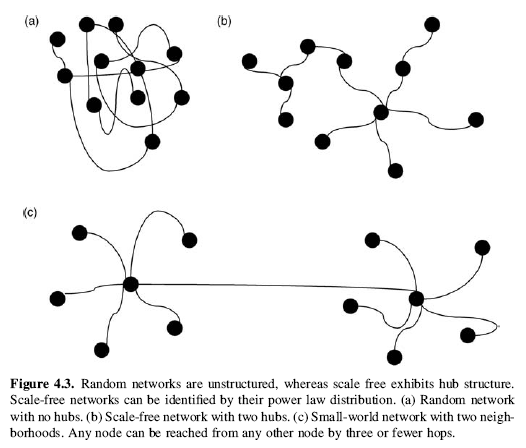 (a)
(b)
(c)
Figure 4.3. Random networks are unstructured, whereas scale free exhibits hub structure.
Scale-free networks can be identified by their power law distribution. (a) Random network
with no hubs. (b) Scale-free network with two hubs. (c) Small-world network with two neigh-
borhoods. Any node can be reached from any other node by three or fewer hops.